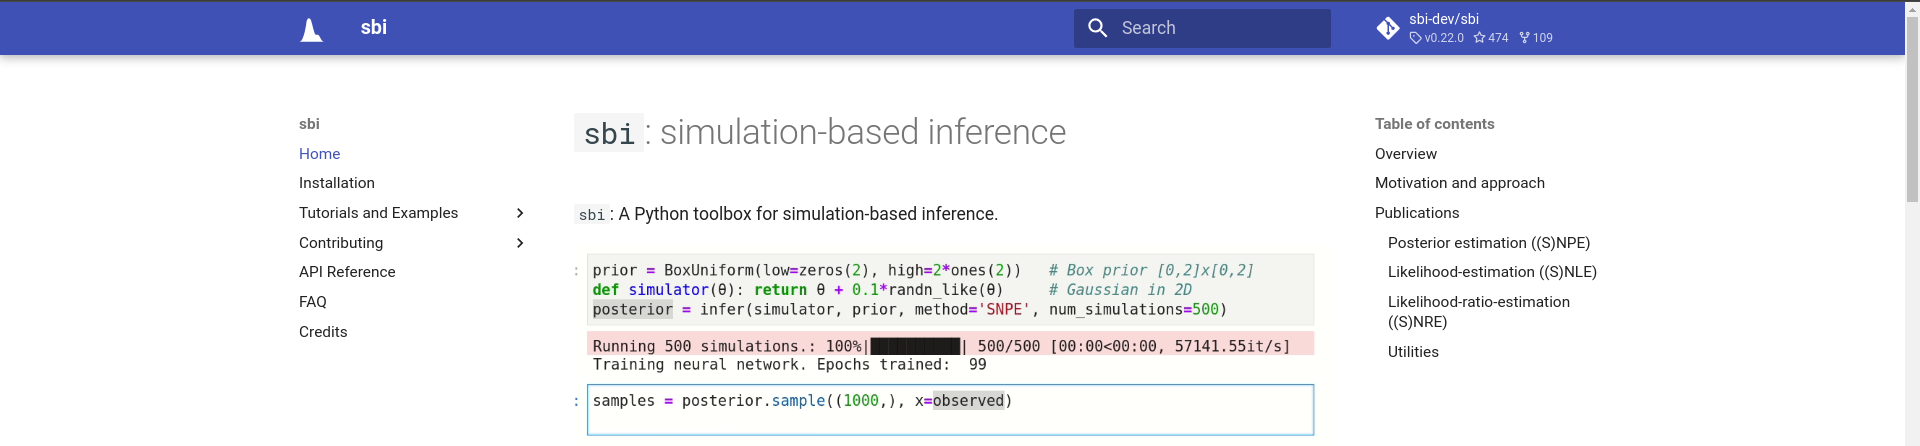 sbi
Search
sbi-dev/sbi
v0.22.0 474 109
sbi
Home
Installation
Tutorials and Examples
Contributing
API Reference
FAQ
Credits
sbi: simulation-based inference
sbi: A Python toolbox for simulation-based inference.
: prior = BoxUniform(low=zeros(2), high=2*ones(2)) # Box prior [0,2]x[0,2]
def simulator(θ): return θ + 0.1*randn_like(θ) # Gaussian in 2D
posterior = infer(simulator, prior, method='SNPE', num_simulations=500)
Running 500 simulations.: 100%|██████████| 500/500 [00:00<00:00, 57141.55it/s]
Training neural network. Epochs trained: 99
: samples = posterior.sample((1000,), x=observed)
Table of contents
Overview
Motivation and approach
Publications
Posterior estimation ((S)NPE)
Likelihood-estimation ((S)NLE)
Likelihood-ratio-estimation
((S)NRE)
Utilities